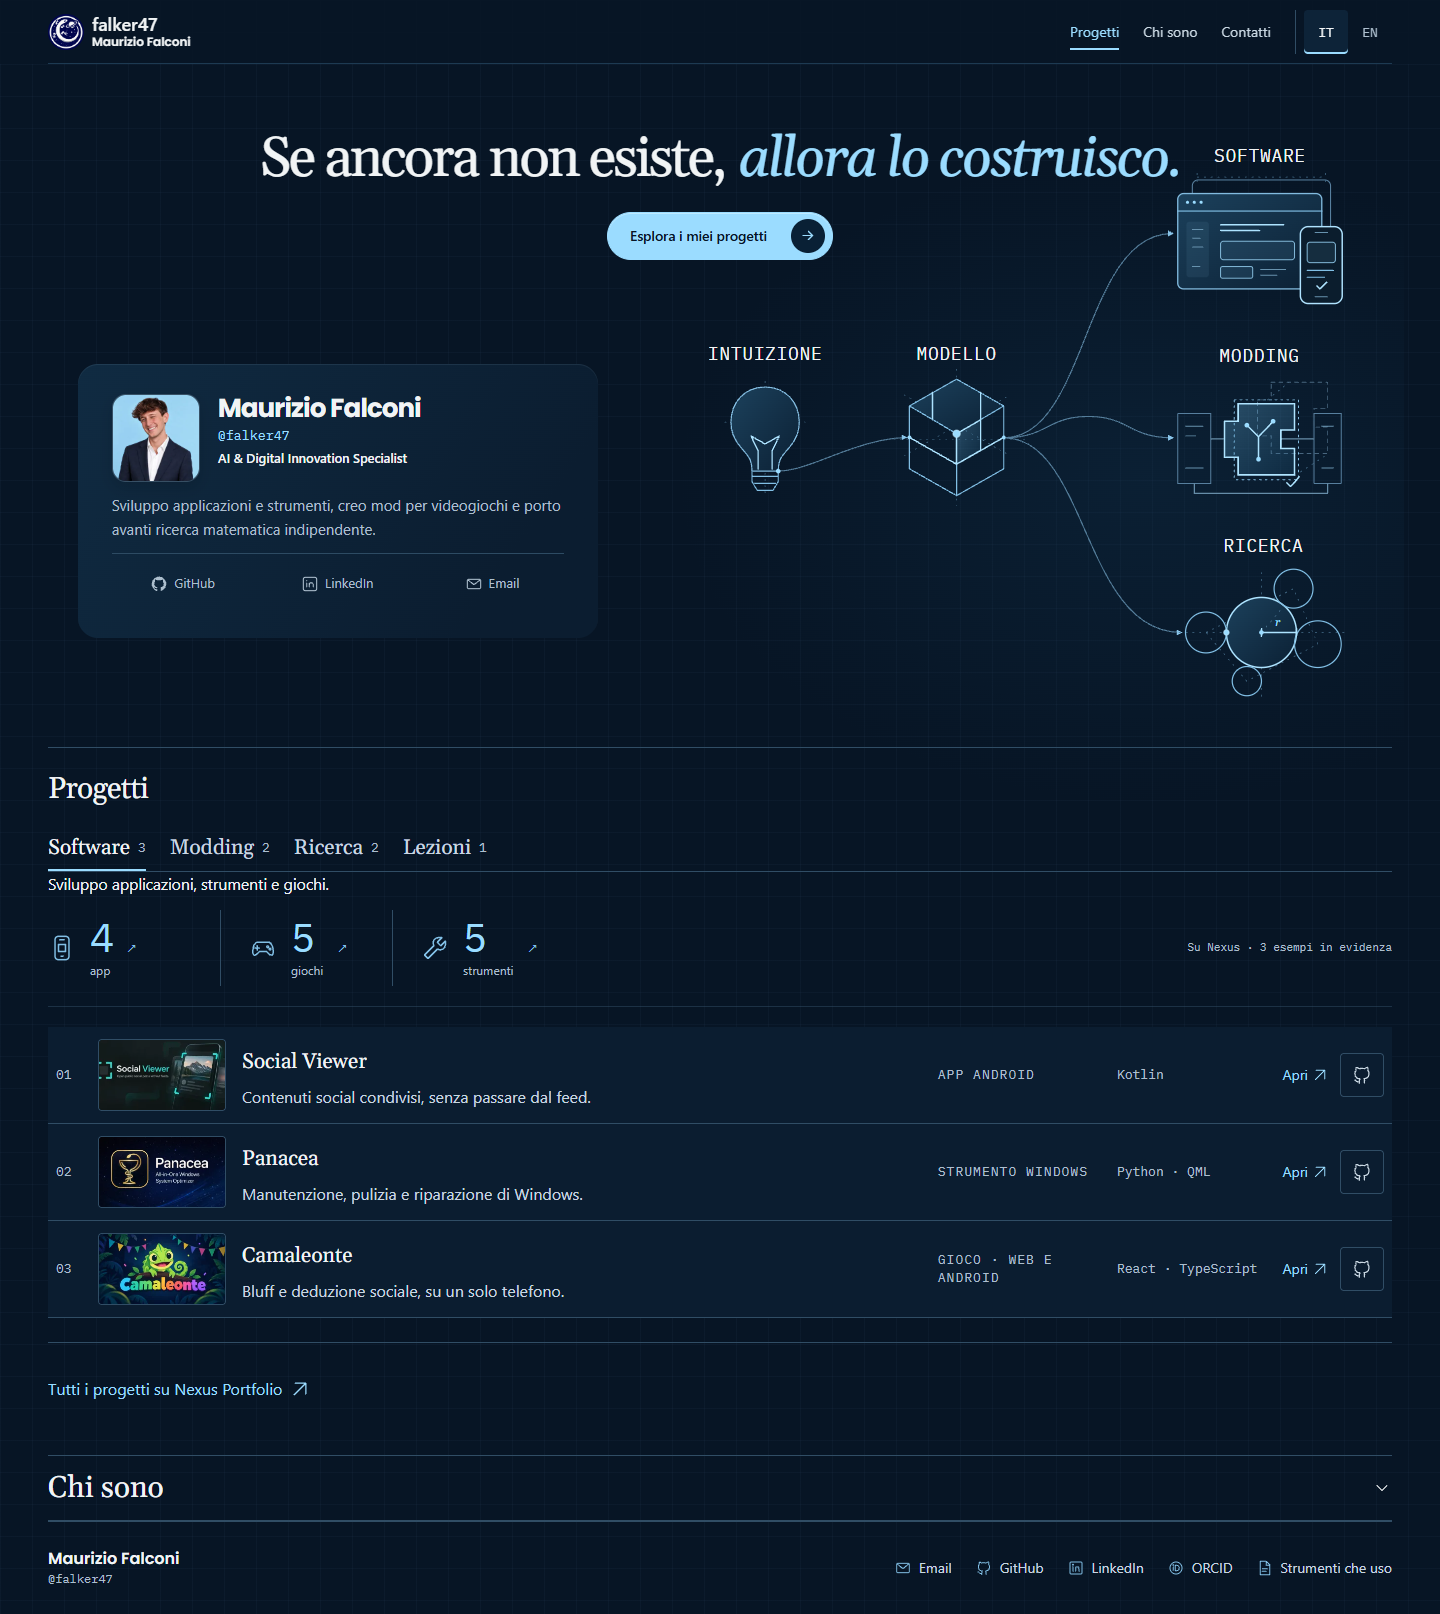 falker47
Maurizio Falconi
Progetti
Chi sono
Contatti
IT
EN
Se ancora non esiste, allora lo costruisco.
Esplora i miei progetti
SOFTWARE
INTUIZIONE
MODELLO
MODDING
RICERCA
r
Maurizio Falconi
@falker47
AI & Digital Innovation Specialist
Sviluppo applicazioni e strumenti, creo mod per videogiochi e porto
avanti ricerca matematica indipendente.
GitHub
LinkedIn
Email
Progetti
Software 3
Modding 2
Ricerca 2
Lezioni 1
Sviluppo applicazioni, strumenti e giochi.
4 ↗
app
5 ↗
giochi
5 ↗
strumenti
Su Nexus · 3 esempi in evidenza
01
Social Viewer
Social Viewer
Contenuti social condivisi, senza passare dal feed.
APP ANDROID
Kotlin
Apri
02
Panacea
All-in-One Windows
System Optimizer
Panacea
Manutenzione, pulizia e riparazione di Windows.
STRUMENTO WINDOWS
Python · QML
Apri
03
Camaleonte
Camaleonte
Bluff e deduzione sociale, su un solo telefono.
GIOCO · WEB E
ANDROID
React · TypeScript
Apri
Tutti i progetti su Nexus Portfolio
Chi sono
Maurizio Falconi
@falker47
Email
GitHub
LinkedIn
ORCID
Strumenti che uso